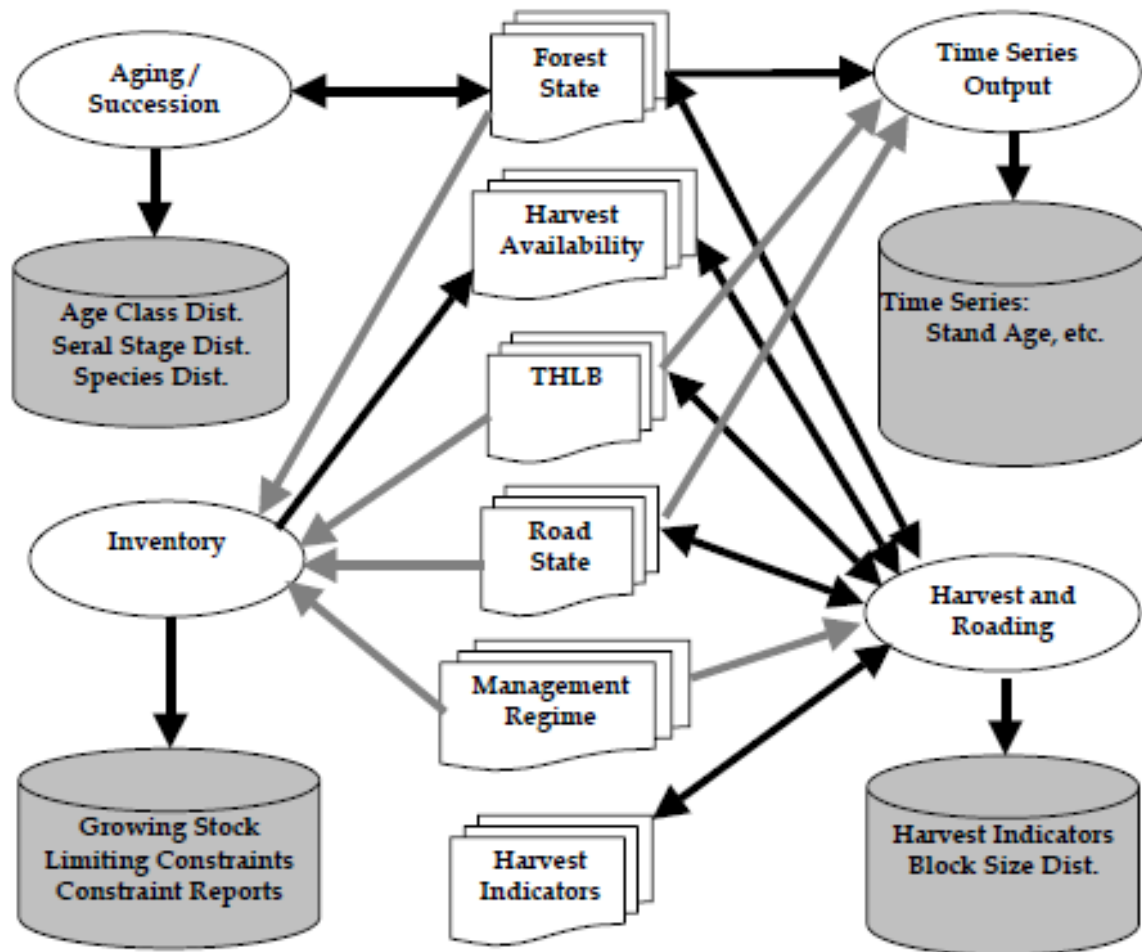 Aging /
Succession
Forest
State
Time Series
Output
Harvest
Availability
Age Class Dist.
Seral Stage Dist.
Species Dist.
Time Series:
Stand Age, etc.
THLB
Inventory
Road
State
Harvest and
Roading
Management
Regime
Growing Stock
Limiting Constraints
Constraint Reports
Harvest
Indicators
Harvest Indicators
Block Size Dist.